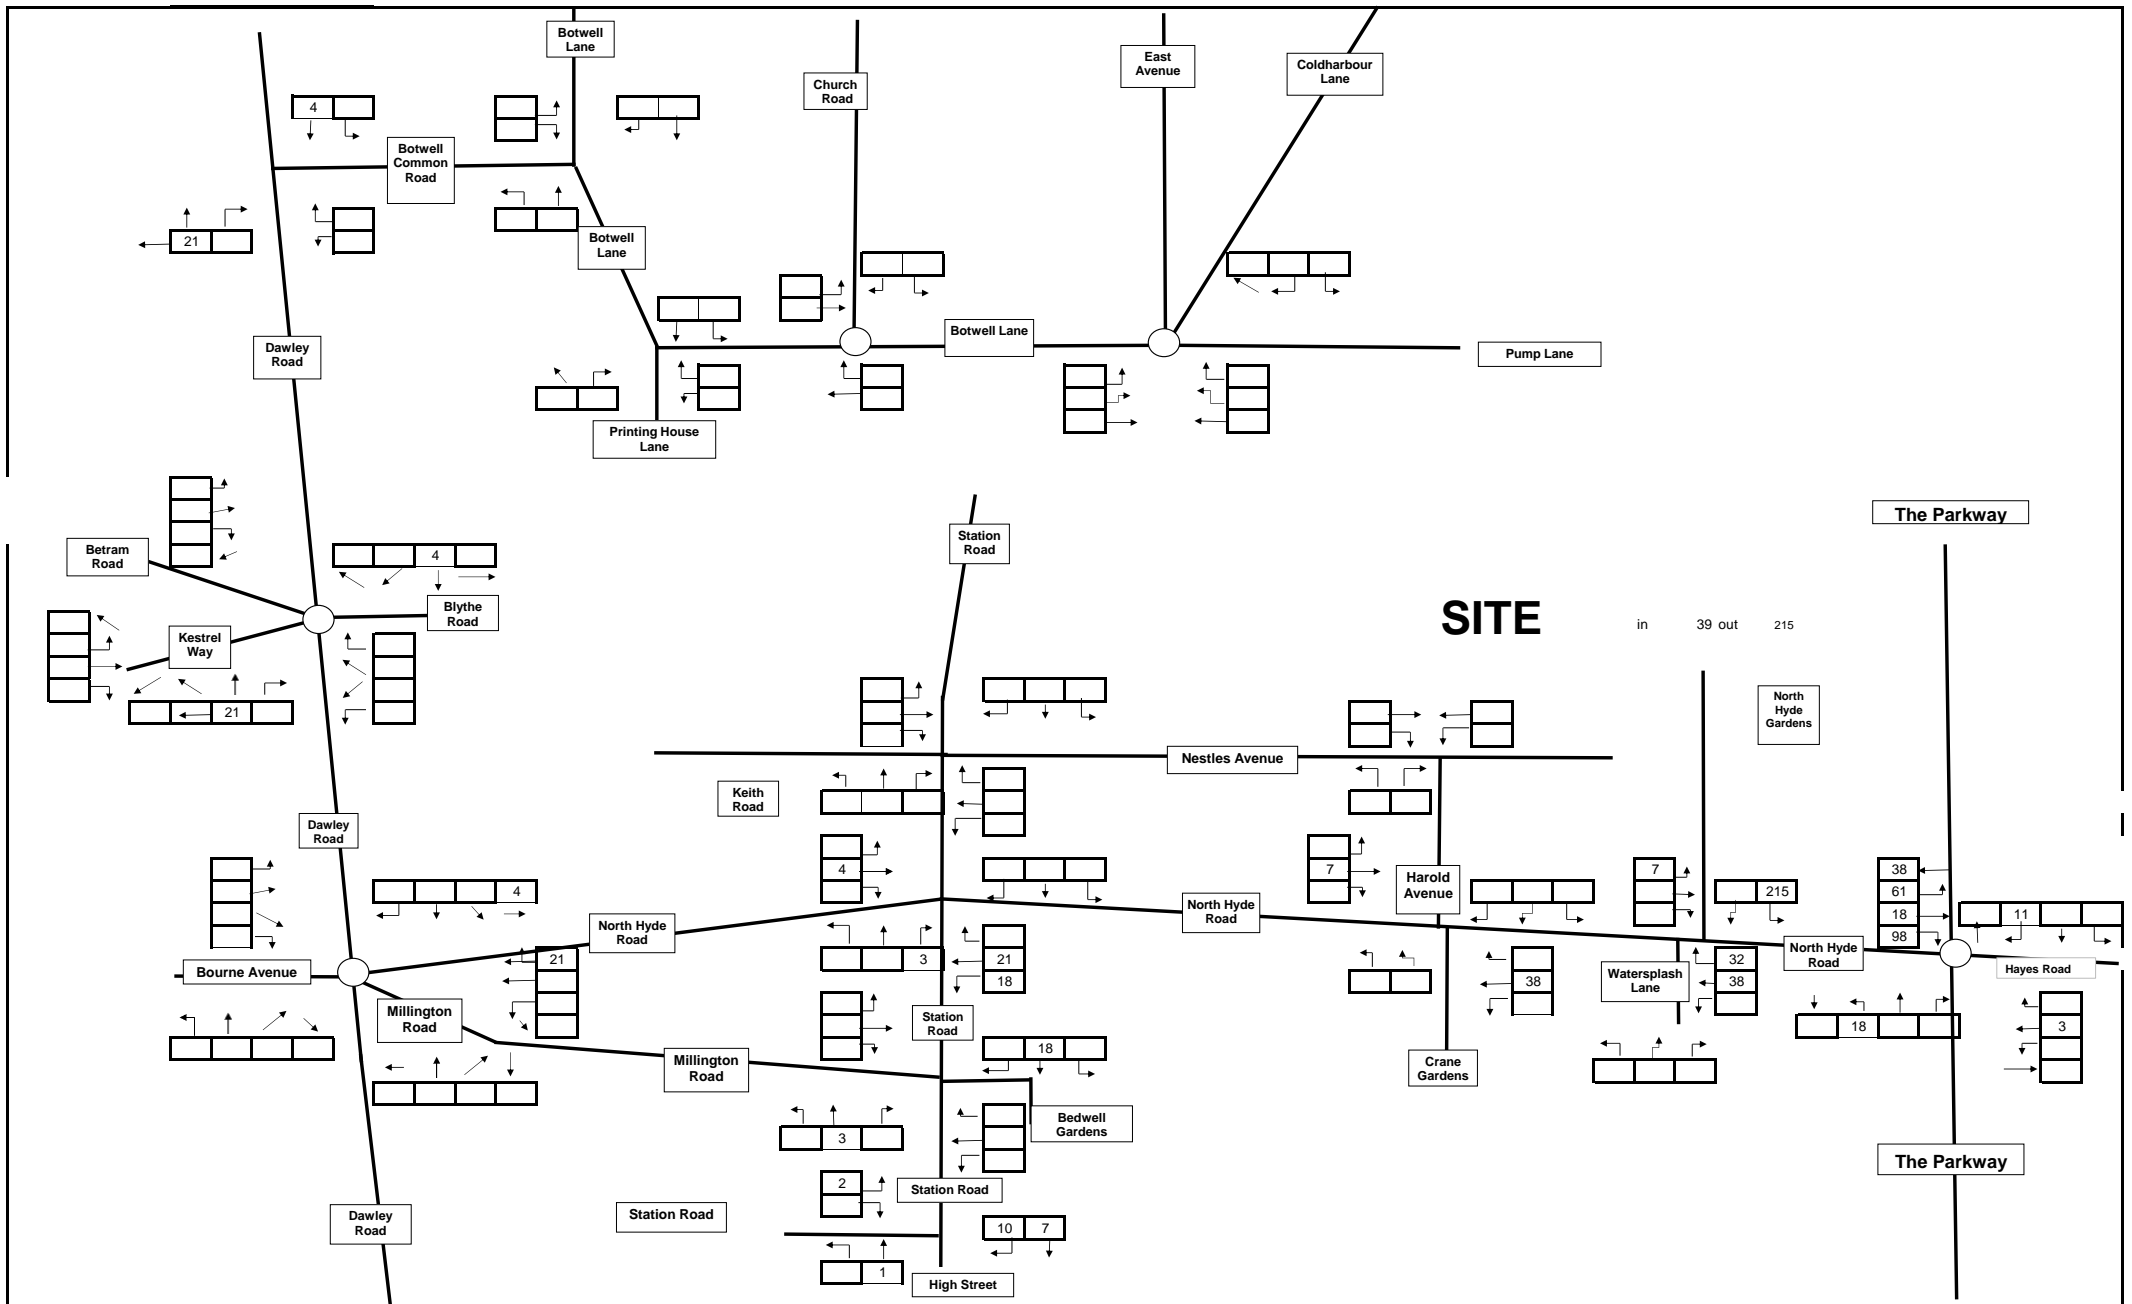 Botwell
Lane
East
Avenue
Coldharbour
Lane
Church
Road
4
Botwell
Common
Road
21
Botwell
Lane
Botwell Lane
Dawley
Road
Pump Lane
Printing House
Lane
The Parkway
Station
Road
Betram
Road
4
Blythe
Road
SITE
in 39 out 215
Kestrel
Way
21
North
Hyde
Gardens
Nestles Avenue
Keith
Road
Dawley
Road
4
7
Harold
Avenue
7
215
38
61
18
98
11
4
North Hyde
Road
North Hyde
Road
North Hyde
Road
21
3
21
18
Bourne Avenue
Hayes Road
Watersplash
Lane
32
38
38
Millington
Road
Station
Road
18
3
18
Millington
Road
Crane
Gardens
Bedwell
Gardens
3
The Parkway
2
Station Road
Station Road
Dawley
Road
10 7
1
High Street